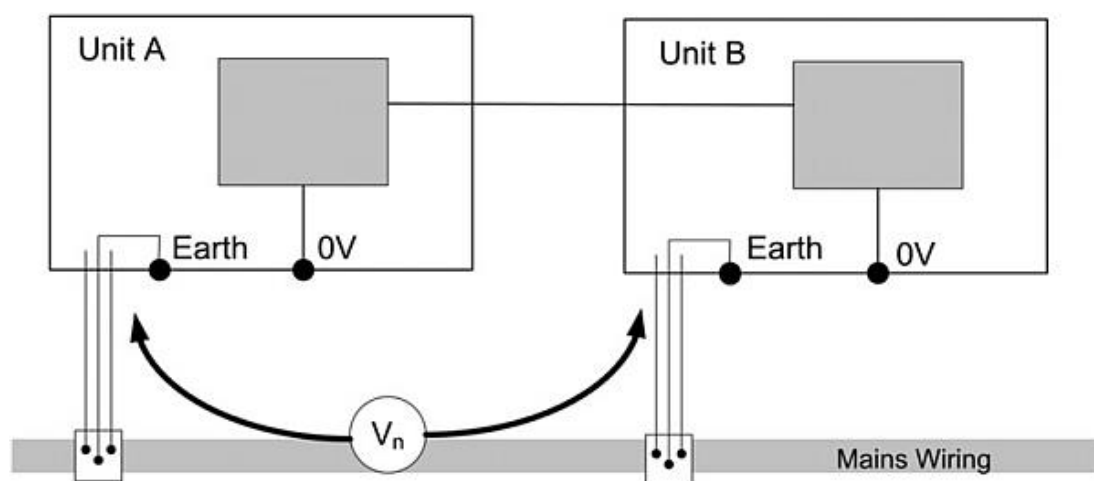 Unit A
Unit B
Earth
0V
Earth
0V
Vn
Mains Wiring